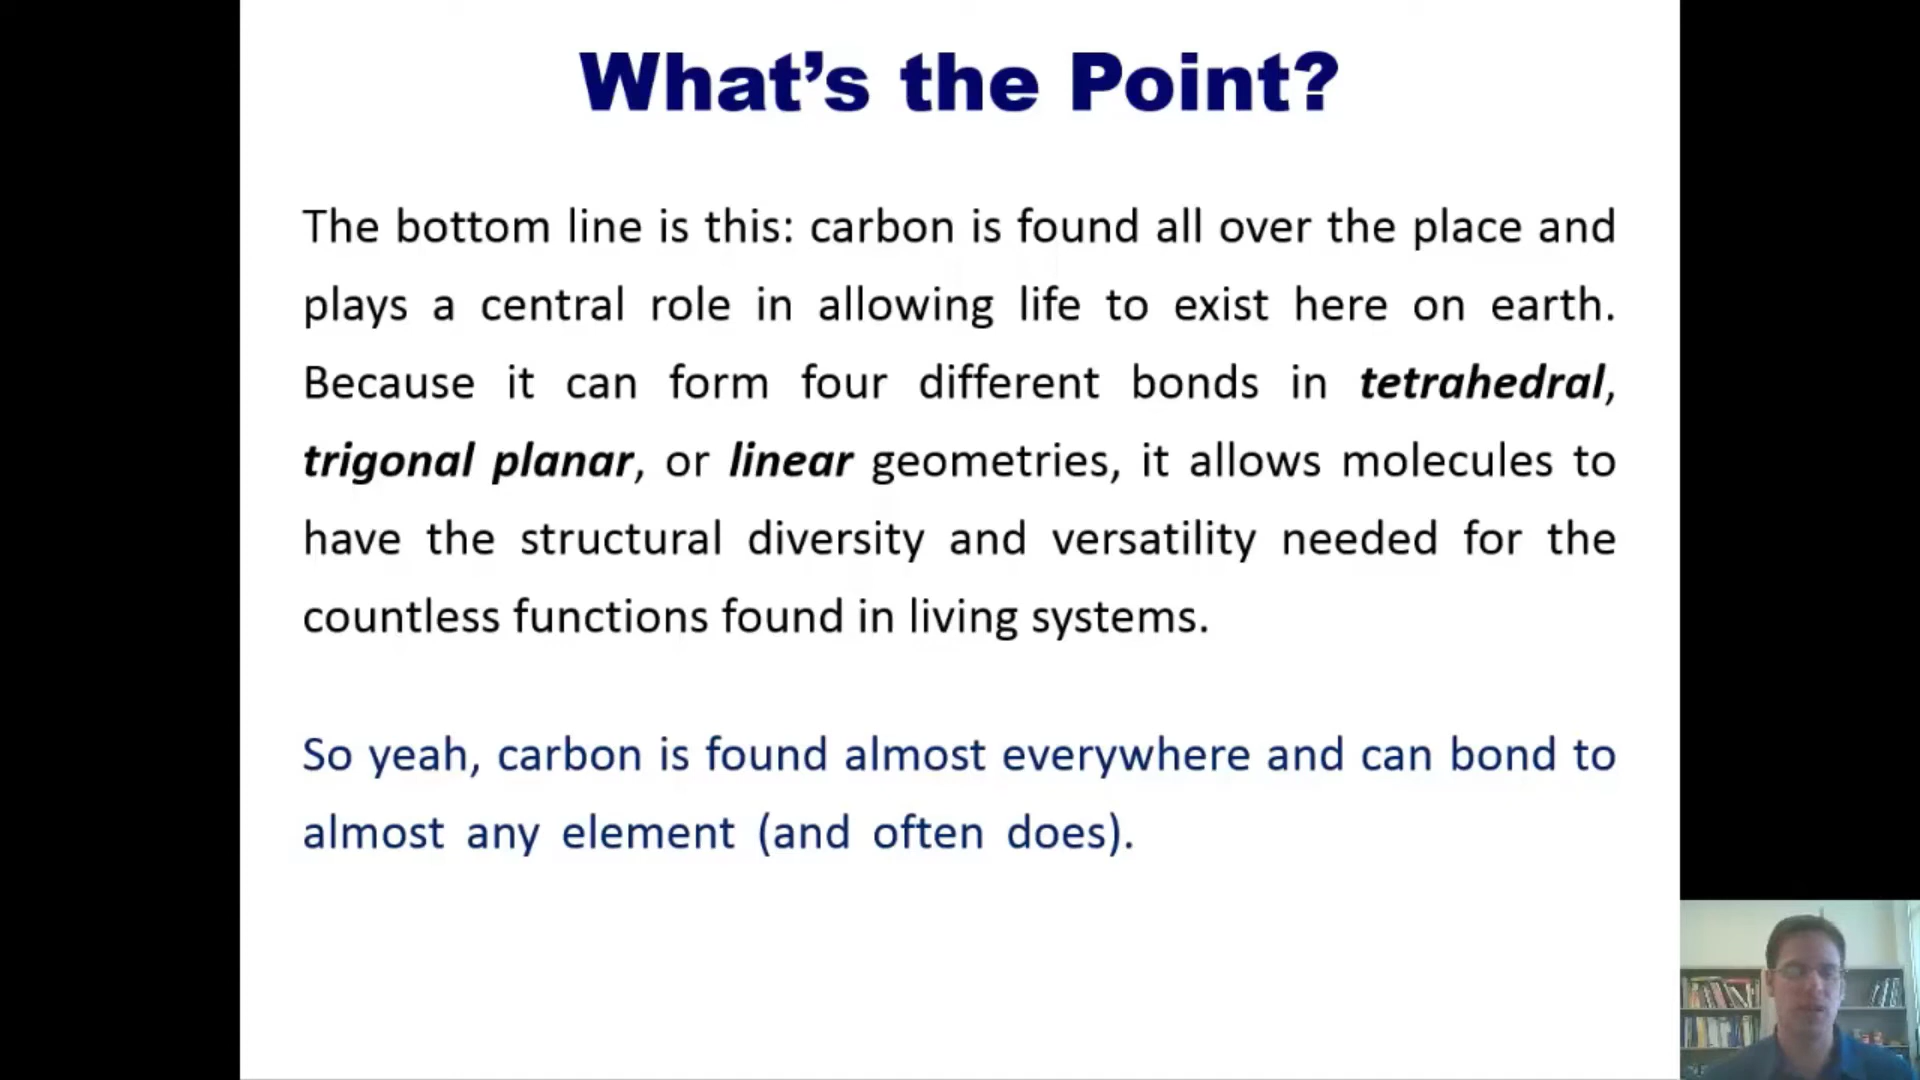 What’s the Point?
The bottom line is this: carbon is found all over the place and
plays a central role in allowing life to exist here on earth.
Because it can form four different bonds in tetrahedral,
trigonal planar, or linear geometries, it allows molecules to
have the structural diversity and versatility needed for the
countless functions found in living systems.
So yeah, carbon is found almost everywhere and can bond to
almost any element (and often does).